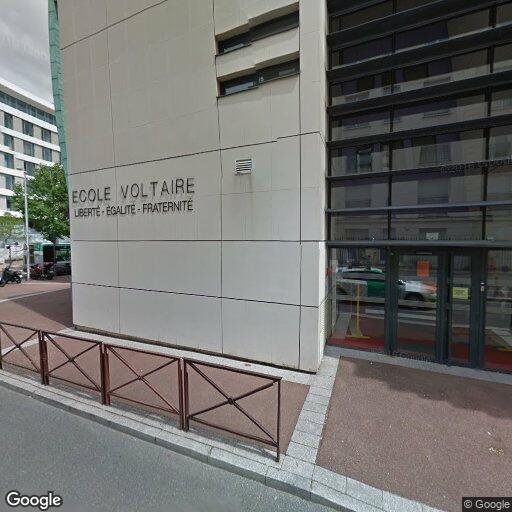 ECOLE VOLTAIRE
LIBERTÉ - ÉGALITÉ - FRATERNITÉ
Google
© Google